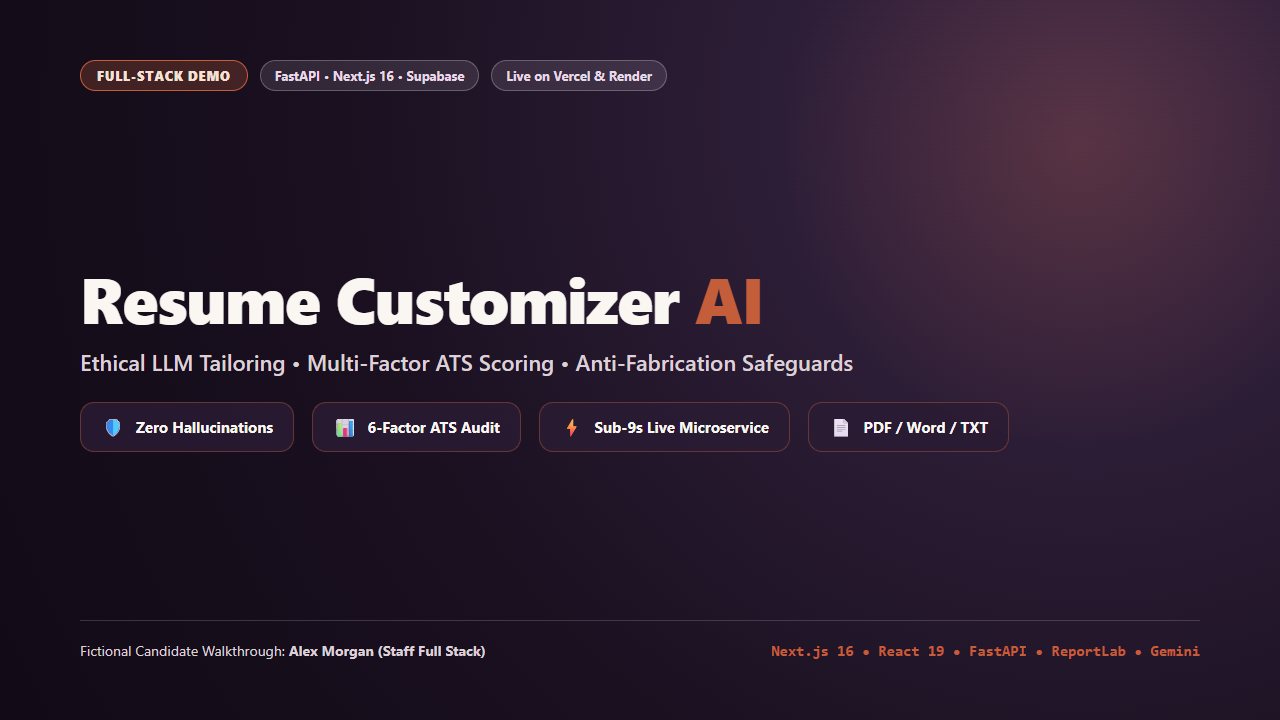 FULL-STACK DEMO
FastAPI • Next.js 16 • Supabase
Live on Vercel & Render
Resume Customizer AI
Ethical LLM Tailoring • Multi-Factor ATS Scoring • Anti-Fabrication Safeguards
Zero Hallucinations
6-Factor ATS Audit
Sub-9s Live Microservice
PDF / Word / TXT
Fictional Candidate Walkthrough: Alex Morgan (Staff Full Stack)
Next.js 16 • React 19 • FastAPI • ReportLab • Gemini